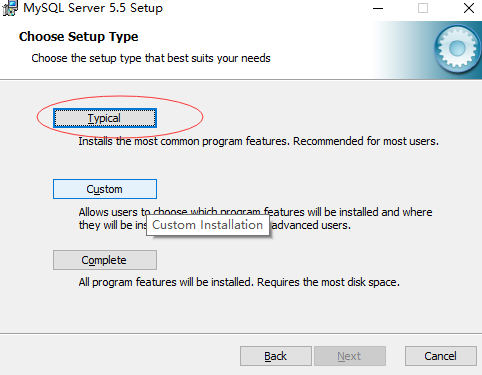 MySQL Server 5.5 Setup
Choose Setup Type
Choose the setup type that best suits your needs
Typical
Installs the most common program features. Recommended for most users.
Custom
Allows users to choose which program features will be installed and where
they will be ins advanced users.
Custom Installation
Complete
All program features will be installed. Requires the most disk space.
Back
Next
Cancel